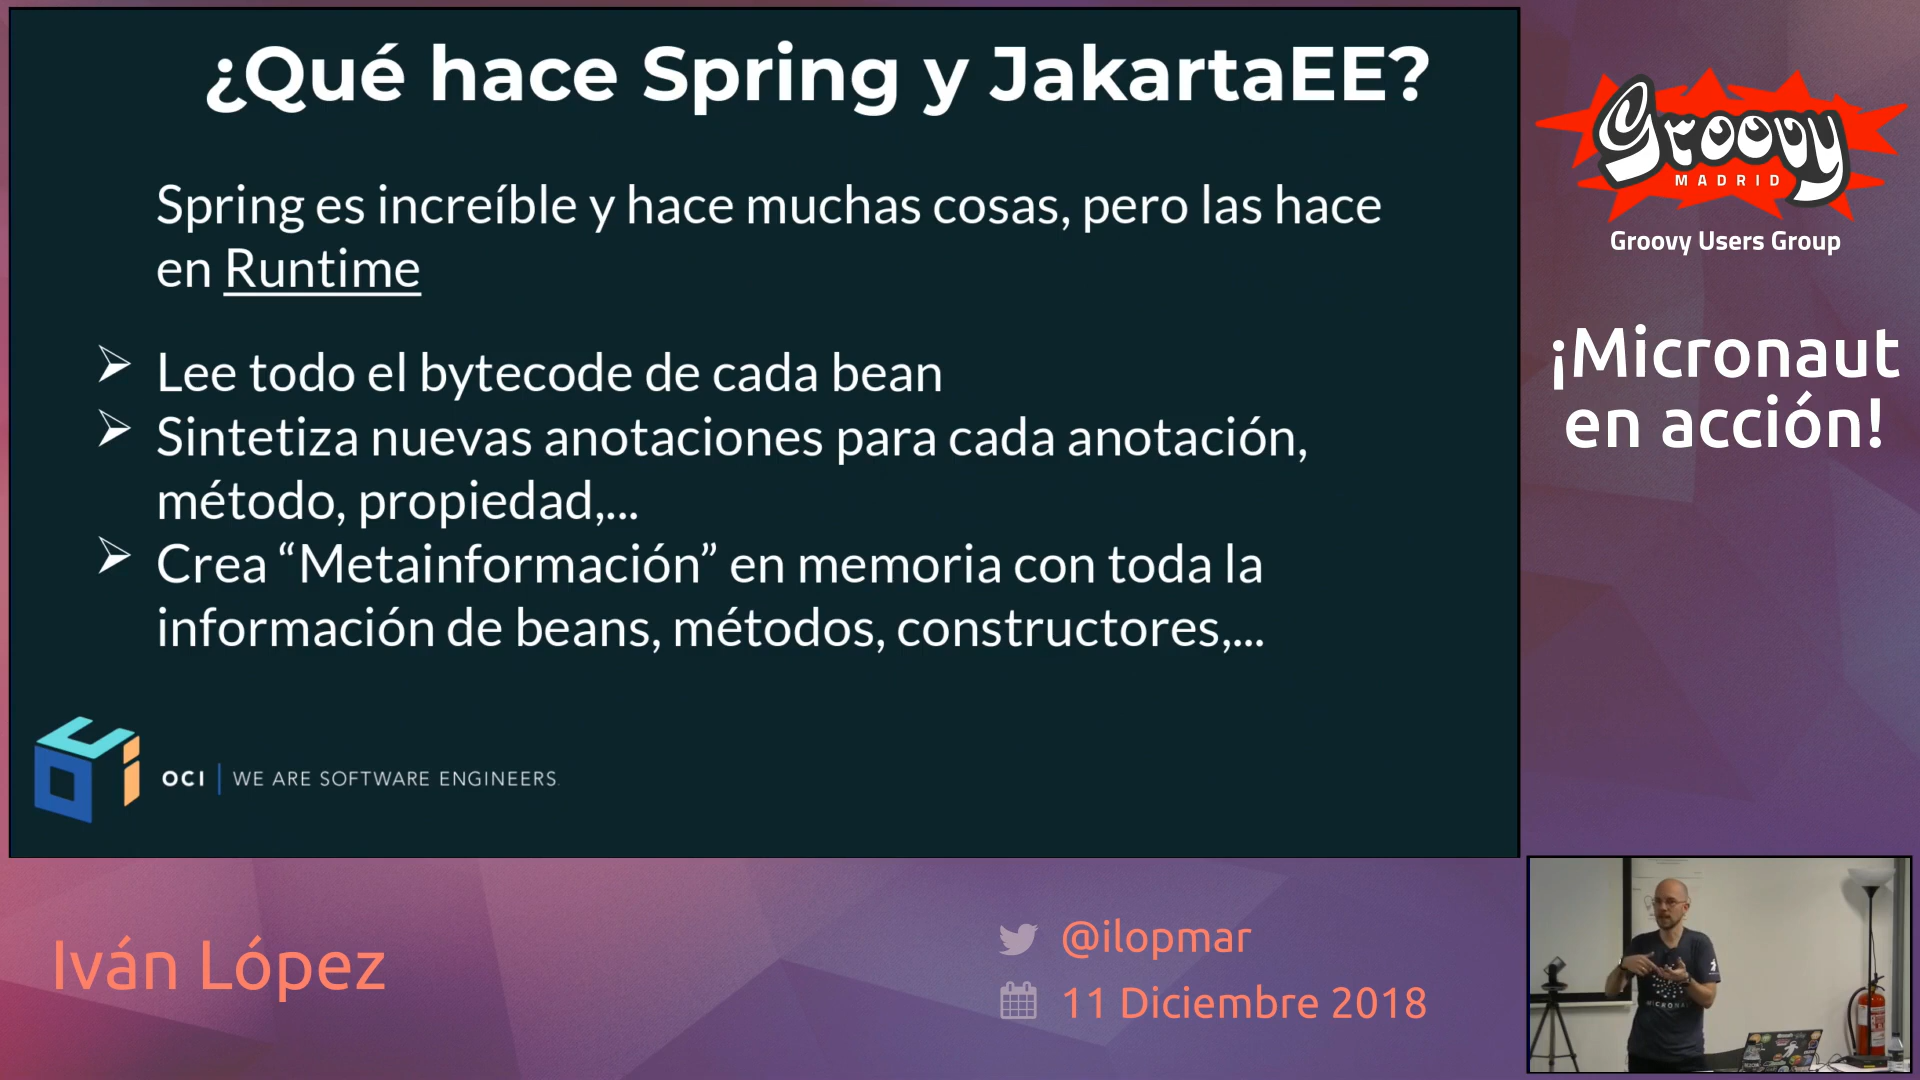 ¿Qué hace Spring y JakartaEE?
Spring es increíble y hace muchas cosas, pero las hace
en Runtime
Lee todo el bytecode de cada bean
Sintetiza nuevas anotaciones para cada anotación,
método, propiedad,...
Crea “Metainformación” en memoria con toda la
información de beans, métodos, constructores,...
OCI | WE ARE SOFTWARE ENGINEERS.
Groovy
MADRID
Groovy Users Group
¡Micronaut
en acción!
Iván López
@ilopmar
11 Diciembre 2018